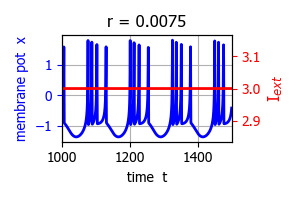 r = 0.0075
membrane pot x
1
0
−1
3.1
3.0
2.9
I_ext
1000
1200
1400
time t